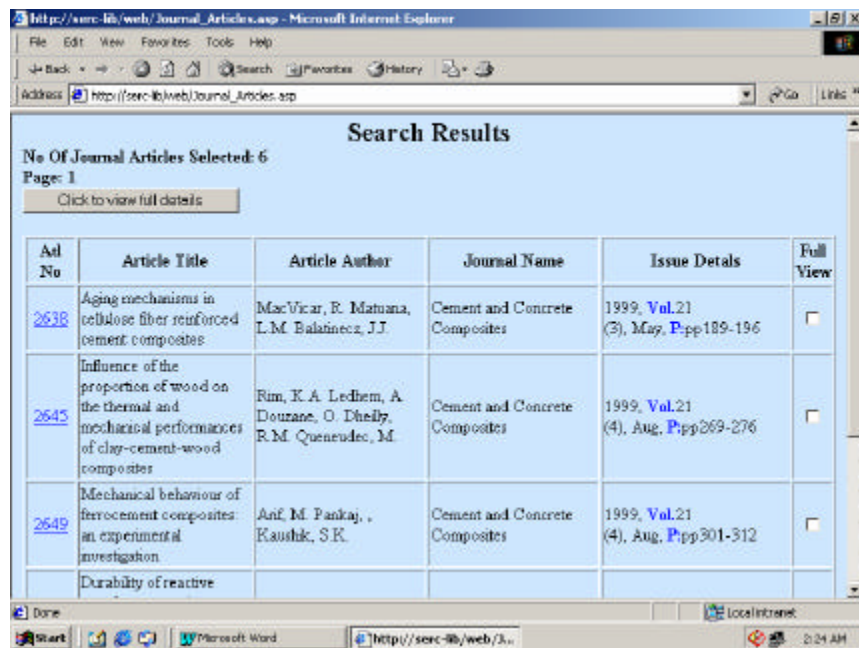 http://serc-lib/web/Journal_Articles.asp - Microsoft Internet Explorer
File Edit View Favorites Tools Help
Back Search Favorites History
Address http://serc-lib/web/Journal_Articles.asp Go Links »
Search Results
No Of Journal Articles Selected: 6
Page: 1
Click to view full details
Atl No Article Title Article Author Journal Name Issue Detals Full View
2638
Aging mechanisms in
cellulose fiber reinforced
cement composites
MacVicar, R. Matuana,
L.M. Balatinecz, J.J.
Cement and Concrete
Composites
1999, Vol.21
(3), May, P:pp189-196
2645
Influence of the
proportion of wood on
the thermal and
mechanical performances
of clay-cement-wood
composites
Rim, K.A. Ledhem, A.
Douzane, O. Dheilly,
R.M. Queneudec, M.
Cement and Concrete
Composites
1999, Vol.21
(4), Aug, P:pp269-276
2649
Mechanical behaviour of
ferrocement composites:
an experimental
investigation
Arif, M. Pankaj, ,
Kaushik, S.K.
Cement and Concrete
Composites
1999, Vol.21
(4), Aug, P:pp301-312
Durability of reactive
Done Local intranet
Start Microsoft Word http://serc-lib/web/J... 2:24 AM